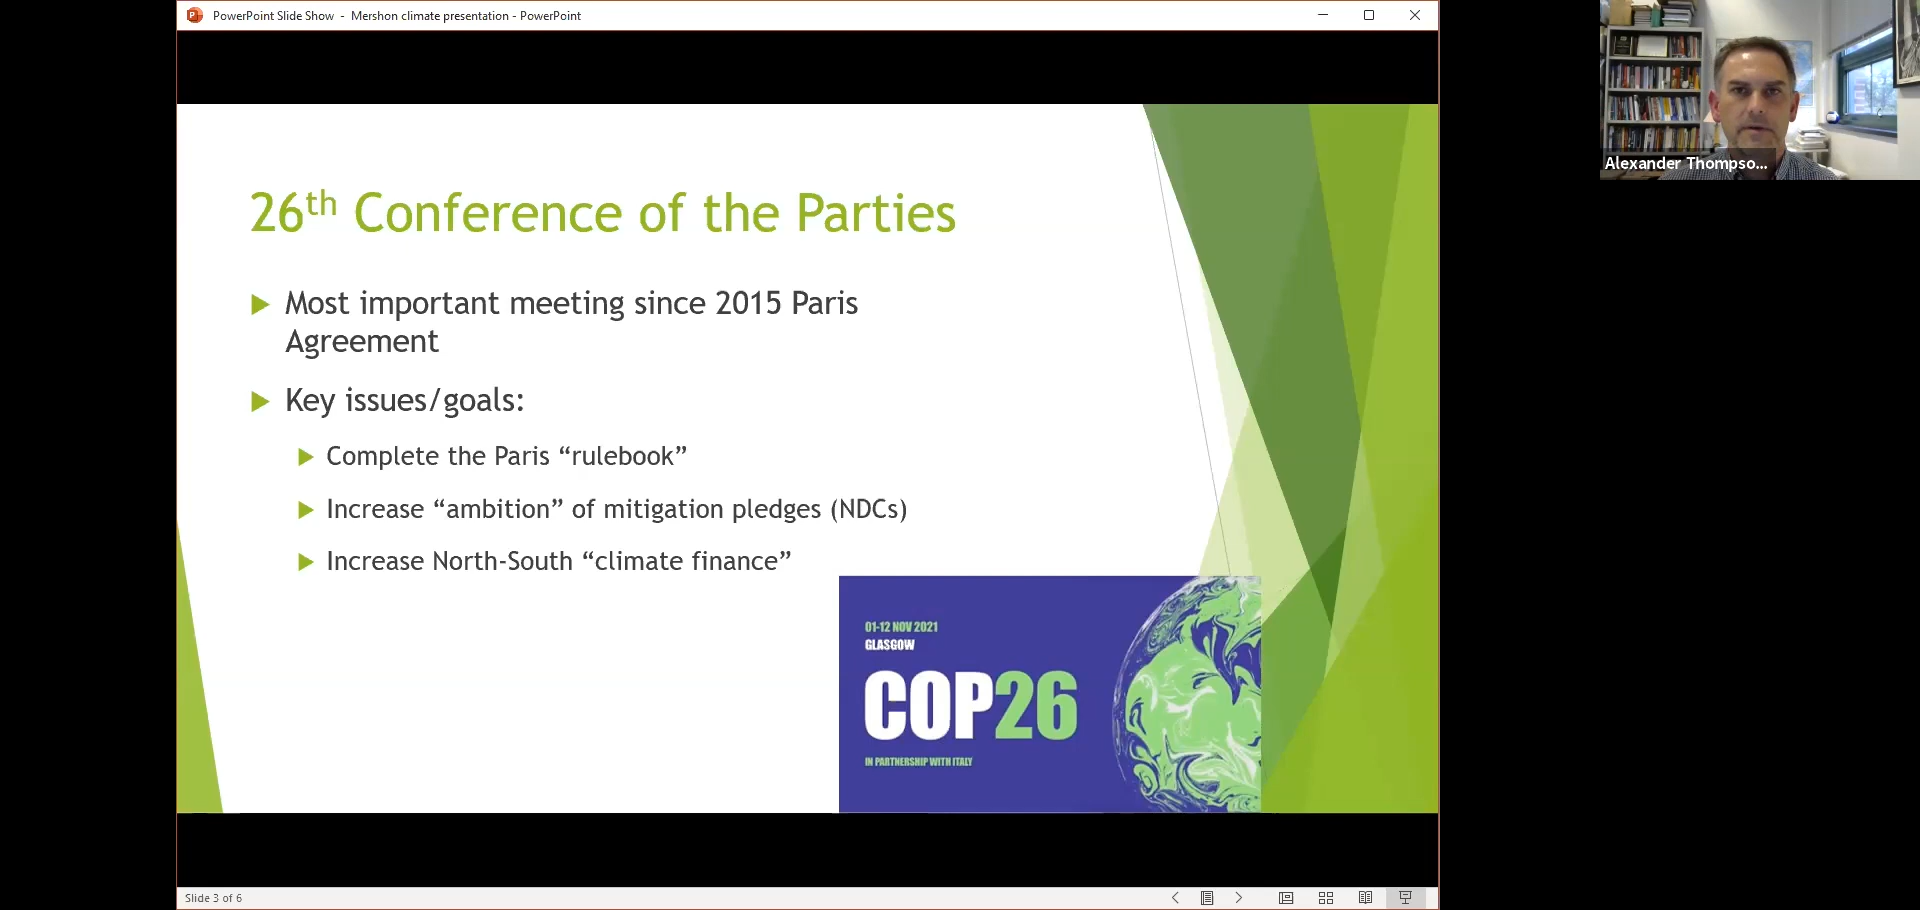 PowerPoint Slide Show - Mershon climate presentation - PowerPoint
Alexander Thompso...
26th Conference of the Parties
Most important meeting since 2015 Paris
Agreement
Key issues/goals:
Complete the Paris “rulebook”
Increase “ambition” of mitigation pledges (NDCs)
Increase North-South “climate finance”
01-12 NOV 2021
GLASGOW
COP26
IN PARTNERSHIP WITH ITALY
Slide 3 of 6